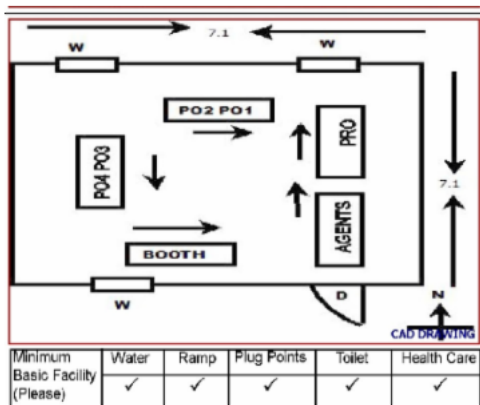 7.1
W W
PO2 PO1
PRO
PO4 PO3
7.1
AGENTS
BOOTH
W
D
N
CAD DRAWING
Minimum Basic Facility (Please) Water Ramp Plug Points Toilet Health Care
✓ ✓ ✓ ✓ ✓